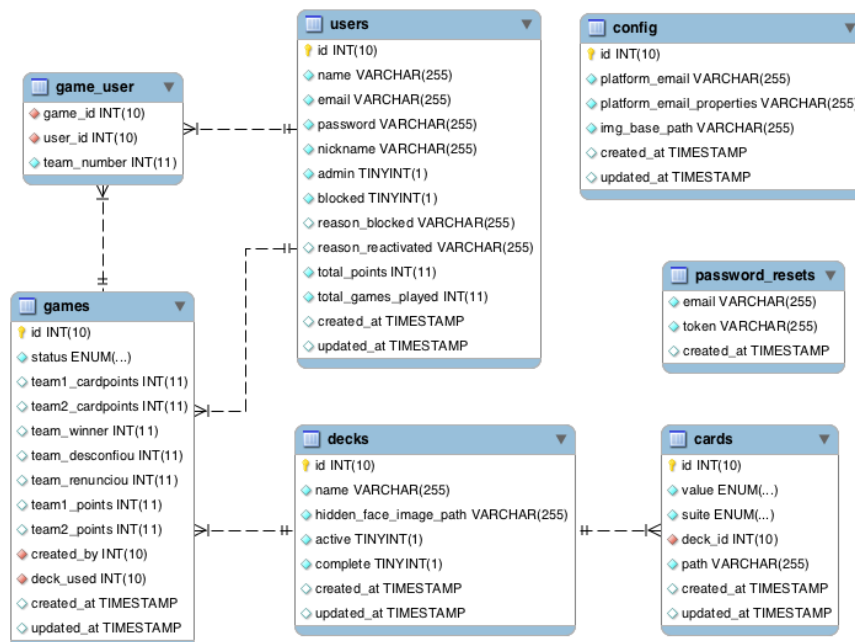 users
id INT(10)
name VARCHAR(255)
email VARCHAR(255)
password VARCHAR(255)
nickname VARCHAR(255)
admin TINYINT(1)
blocked TINYINT(1)
reason_blocked VARCHAR(255)
reason_reactivated VARCHAR(255)
total_points INT(11)
total_games_played INT(11)
created_at TIMESTAMP
updated_at TIMESTAMP
config
id INT(10)
platform_email VARCHAR(255)
platform_email_properties VARCHAR(255)
img_base_path VARCHAR(255)
created_at TIMESTAMP
updated_at TIMESTAMP
game_user
game_id INT(10)
user_id INT(10)
team_number INT(11)
password_resets
email VARCHAR(255)
token VARCHAR(255)
created_at TIMESTAMP
games
id INT(10)
status ENUM(...)
team1_cardpoints INT(11)
team2_cardpoints INT(11)
team_winner INT(11)
team_desconfiou INT(11)
team_renunciou INT(11)
team1_points INT(11)
team2_points INT(11)
created_by INT(10)
deck_used INT(10)
created_at TIMESTAMP
updated_at TIMESTAMP
decks
id INT(10)
name VARCHAR(255)
hidden_face_image_path VARCHAR(255)
active TINYINT(1)
complete TINYINT(1)
created_at TIMESTAMP
updated_at TIMESTAMP
cards
id INT(10)
value ENUM(...)
suite ENUM(...)
deck_id INT(10)
path VARCHAR(255)
created_at TIMESTAMP
updated_at TIMESTAMP